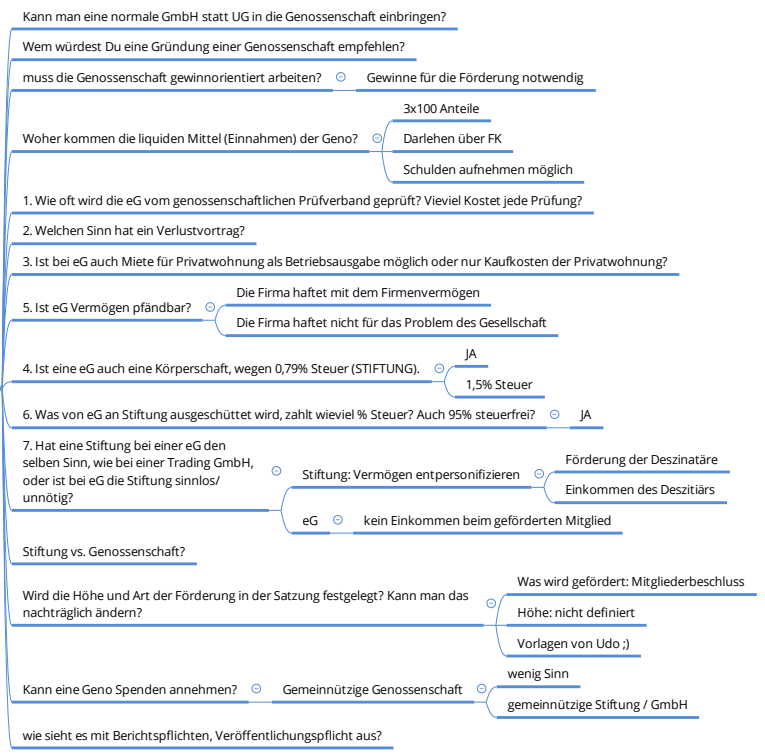 Kann man eine normale GmbH statt UG in die Genossenschaft einbringen?
Wem würdest Du eine Gründung einer Genossenschaft empfehlen?
muss die Genossenschaft gewinnorientiert arbeiten?
Gewinne für die Förderung notwendig
Woher kommen die liquiden Mittel (Einnahmen) der Geno?
3x100 Anteile
Darlehen über FK
Schulden aufnehmen möglich
1. Wie oft wird die eG vom genossenschaftlichen Prüfverband geprüft? Vieviel Kostet jede Prüfung?
2. Welchen Sinn hat ein Verlustvortrag?
3. Ist bei eG auch Miete für Privatwohnung als Betriebsausgabe möglich oder nur Kaufkosten der Privatwohnung?
5. Ist eG Vermögen pfändbar?
Die Firma haftet mit dem Firmenvermögen
Die Firma haftet nicht für das Problem des Gesellschaft
4. Ist eine eG auch eine Körperschaft, wegen 0,79% Steuer (STIFTUNG).
JA
1,5% Steuer
6. Was von eG an Stiftung ausgeschüttet wird, zahlt wieviel % Steuer? Auch 95% steuerfrei?
JA
7. Hat eine Stiftung bei einer eG den
selben Sinn, wie bei einer Trading GmbH,
oder ist bei eG die Stiftung sinnlos/
unnötig?
Stiftung: Vermögen entpersonifizieren
Förderung der Deszinatäre
Einkommen des Deszitiärs
eG
kein Einkommen beim geförderten Mitglied
Stiftung vs. Genossenschaft?
Wird die Höhe und Art der Förderung in der Satzung festgelegt? Kann man das
nachträglich ändern?
Was wird gefördert: Mitgliederbeschluss
Höhe: nicht definiert
Vorlagen von Udo ;)
Kann eine Geno Spenden annehmen?
Gemeinnützige Genossenschaft
wenig Sinn
gemeinnützige Stiftung / GmbH
wie sieht es mit Berichtspflichten, Veröffentlichungspflicht aus?